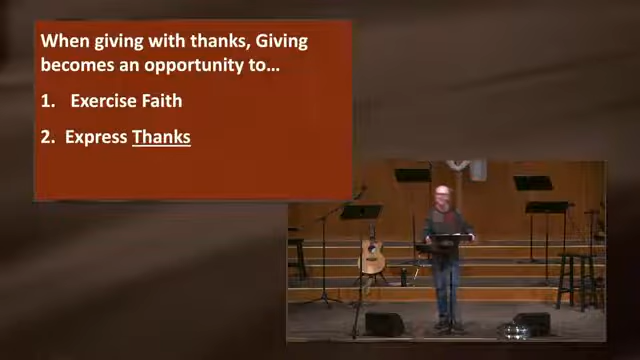 When giving with thanks, Giving
becomes an opportunity to...
1. Exercise Faith
2. Express Thanks